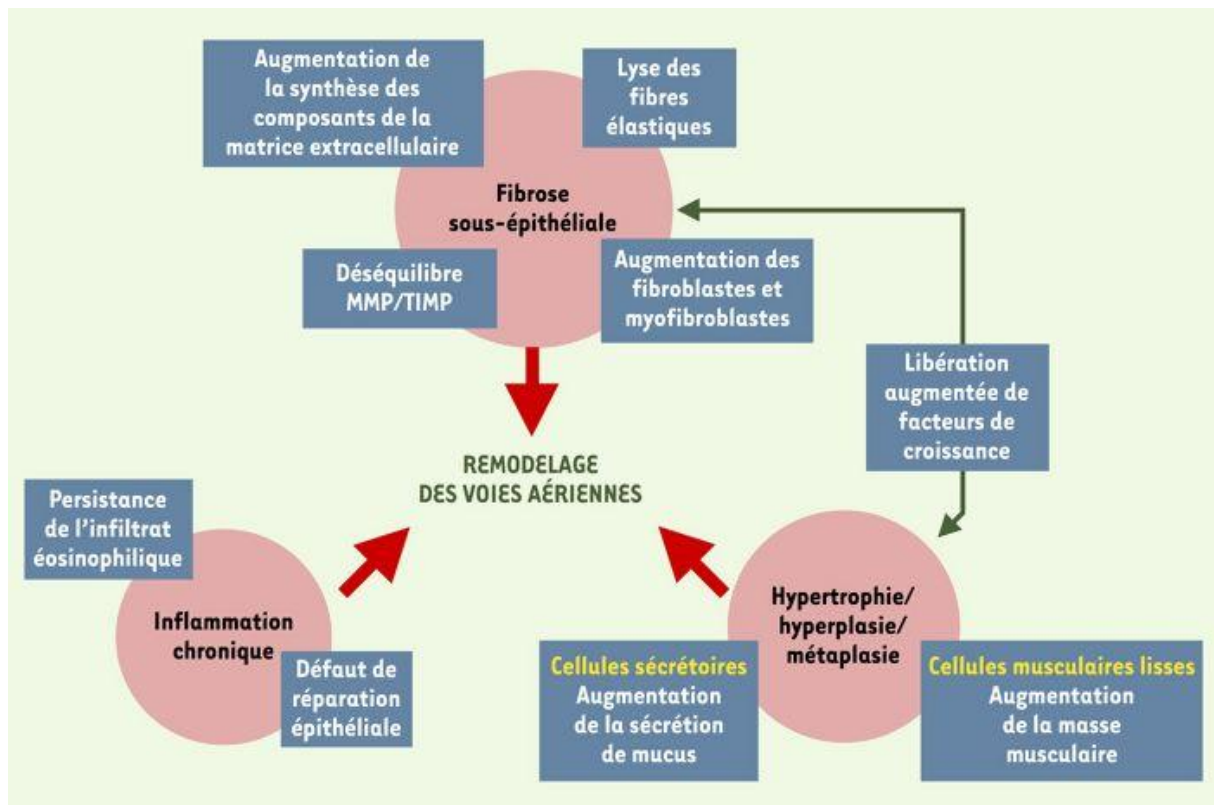 Augmentation de
la synthèse des
composants de la
matrice extracellulaire
Lyse des
fibres
élastiques
Fibrose
sous-épithéliale
Déséquilibre
MMP/TIMP
Augmentation des
fibroblastes et
myofibroblastes
Libération
augmentée de
facteurs de
croissance
REMODELAGE
DES VOIES AÉRIENNES
Persistance
de l'infiltrat
éosinophilique
Inflammation
chronique
Défaut de
réparation
épithéliale
Hypertrophie/
hyperplasie/
métaplasie
Cellules sécrétoires
Augmentation
de la sécrétion
de mucus
Cellules musculaires lisses
Augmentation
de la masse
musculaire